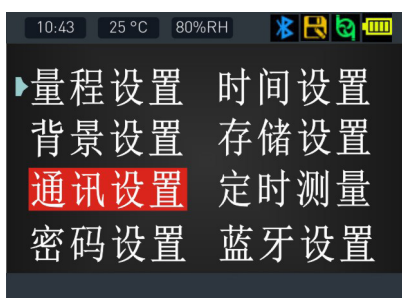 10:43 25 °C 80%RH
量程设置 时间设置
背景设置 存储设置
通讯设置 定时测量
密码设置 蓝牙设置